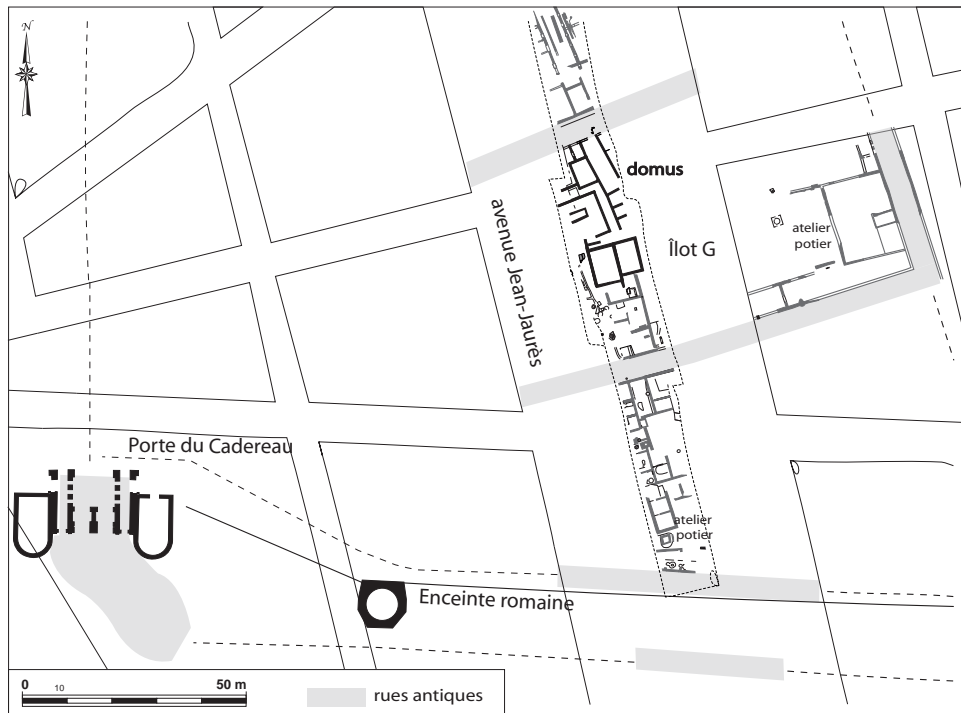 N
domus
avenue Jean-Jaurès
Îlot G
atelier
potier
Porte du Cadereau
atelier
potier
Enceinte romaine
0 10 50 m
rues antiques